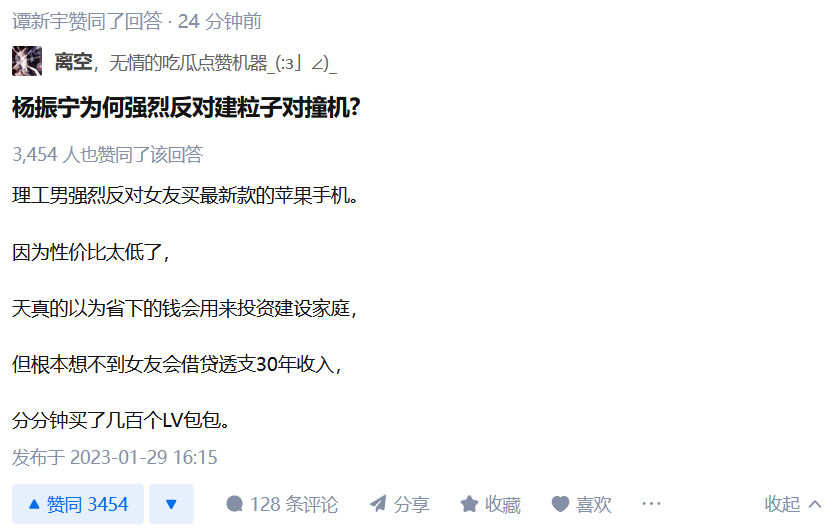 谭新宇赞同了回答 · 24 分钟前
离空，无情的吃瓜点赞机器_(:з」∠)_
杨振宁为何强烈反对建粒子对撞机？
3,454 人也赞同了该回答
理工男强烈反对女友买最新款的苹果手机。
因为性价比太低了，
天真的以为省下的钱会用来投资建设家庭，
但根本想不到女友会借贷透支30年收入，
分分钟买了几百个LV包包。
发布于 2023-01-29 16:15
赞同 3454 128 条评论 分享 收藏 喜欢 ··· 收起